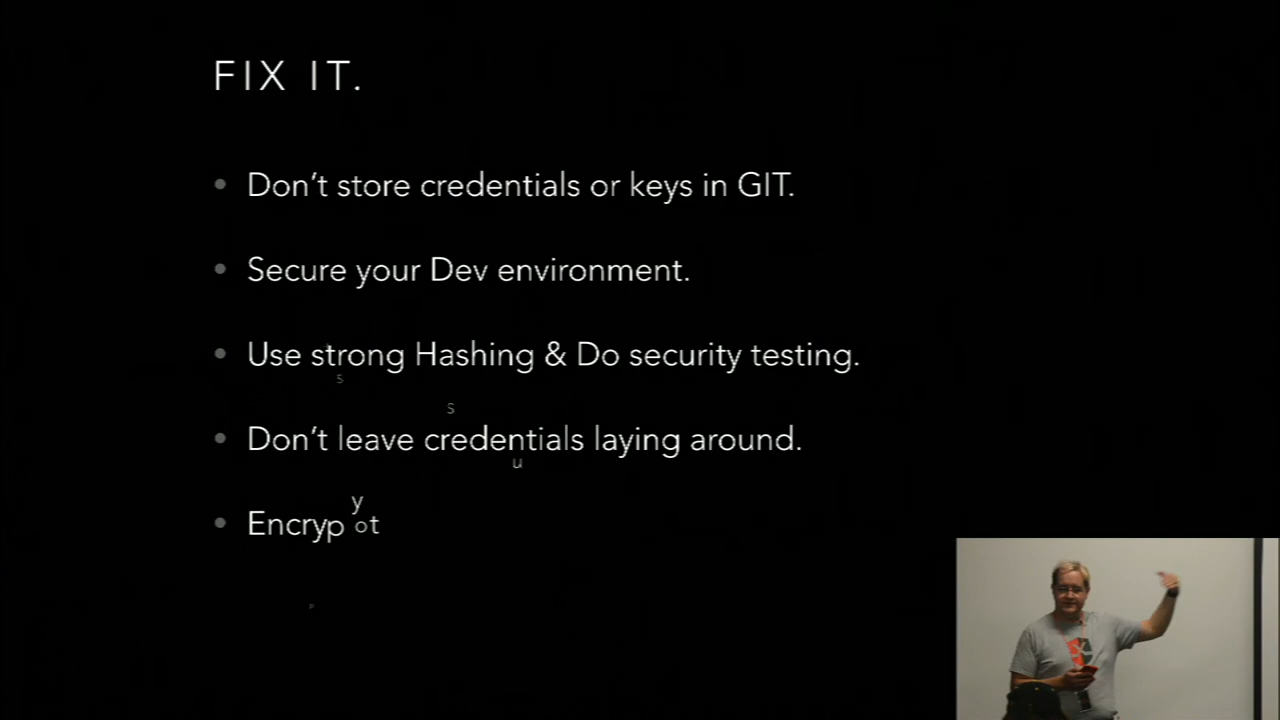 FIX IT.
Don't store credentials or keys in GIT.
Secure your Dev environment.
Use strong Hashing & Do security testing.
Don't leave credentials laying around.
Encryp